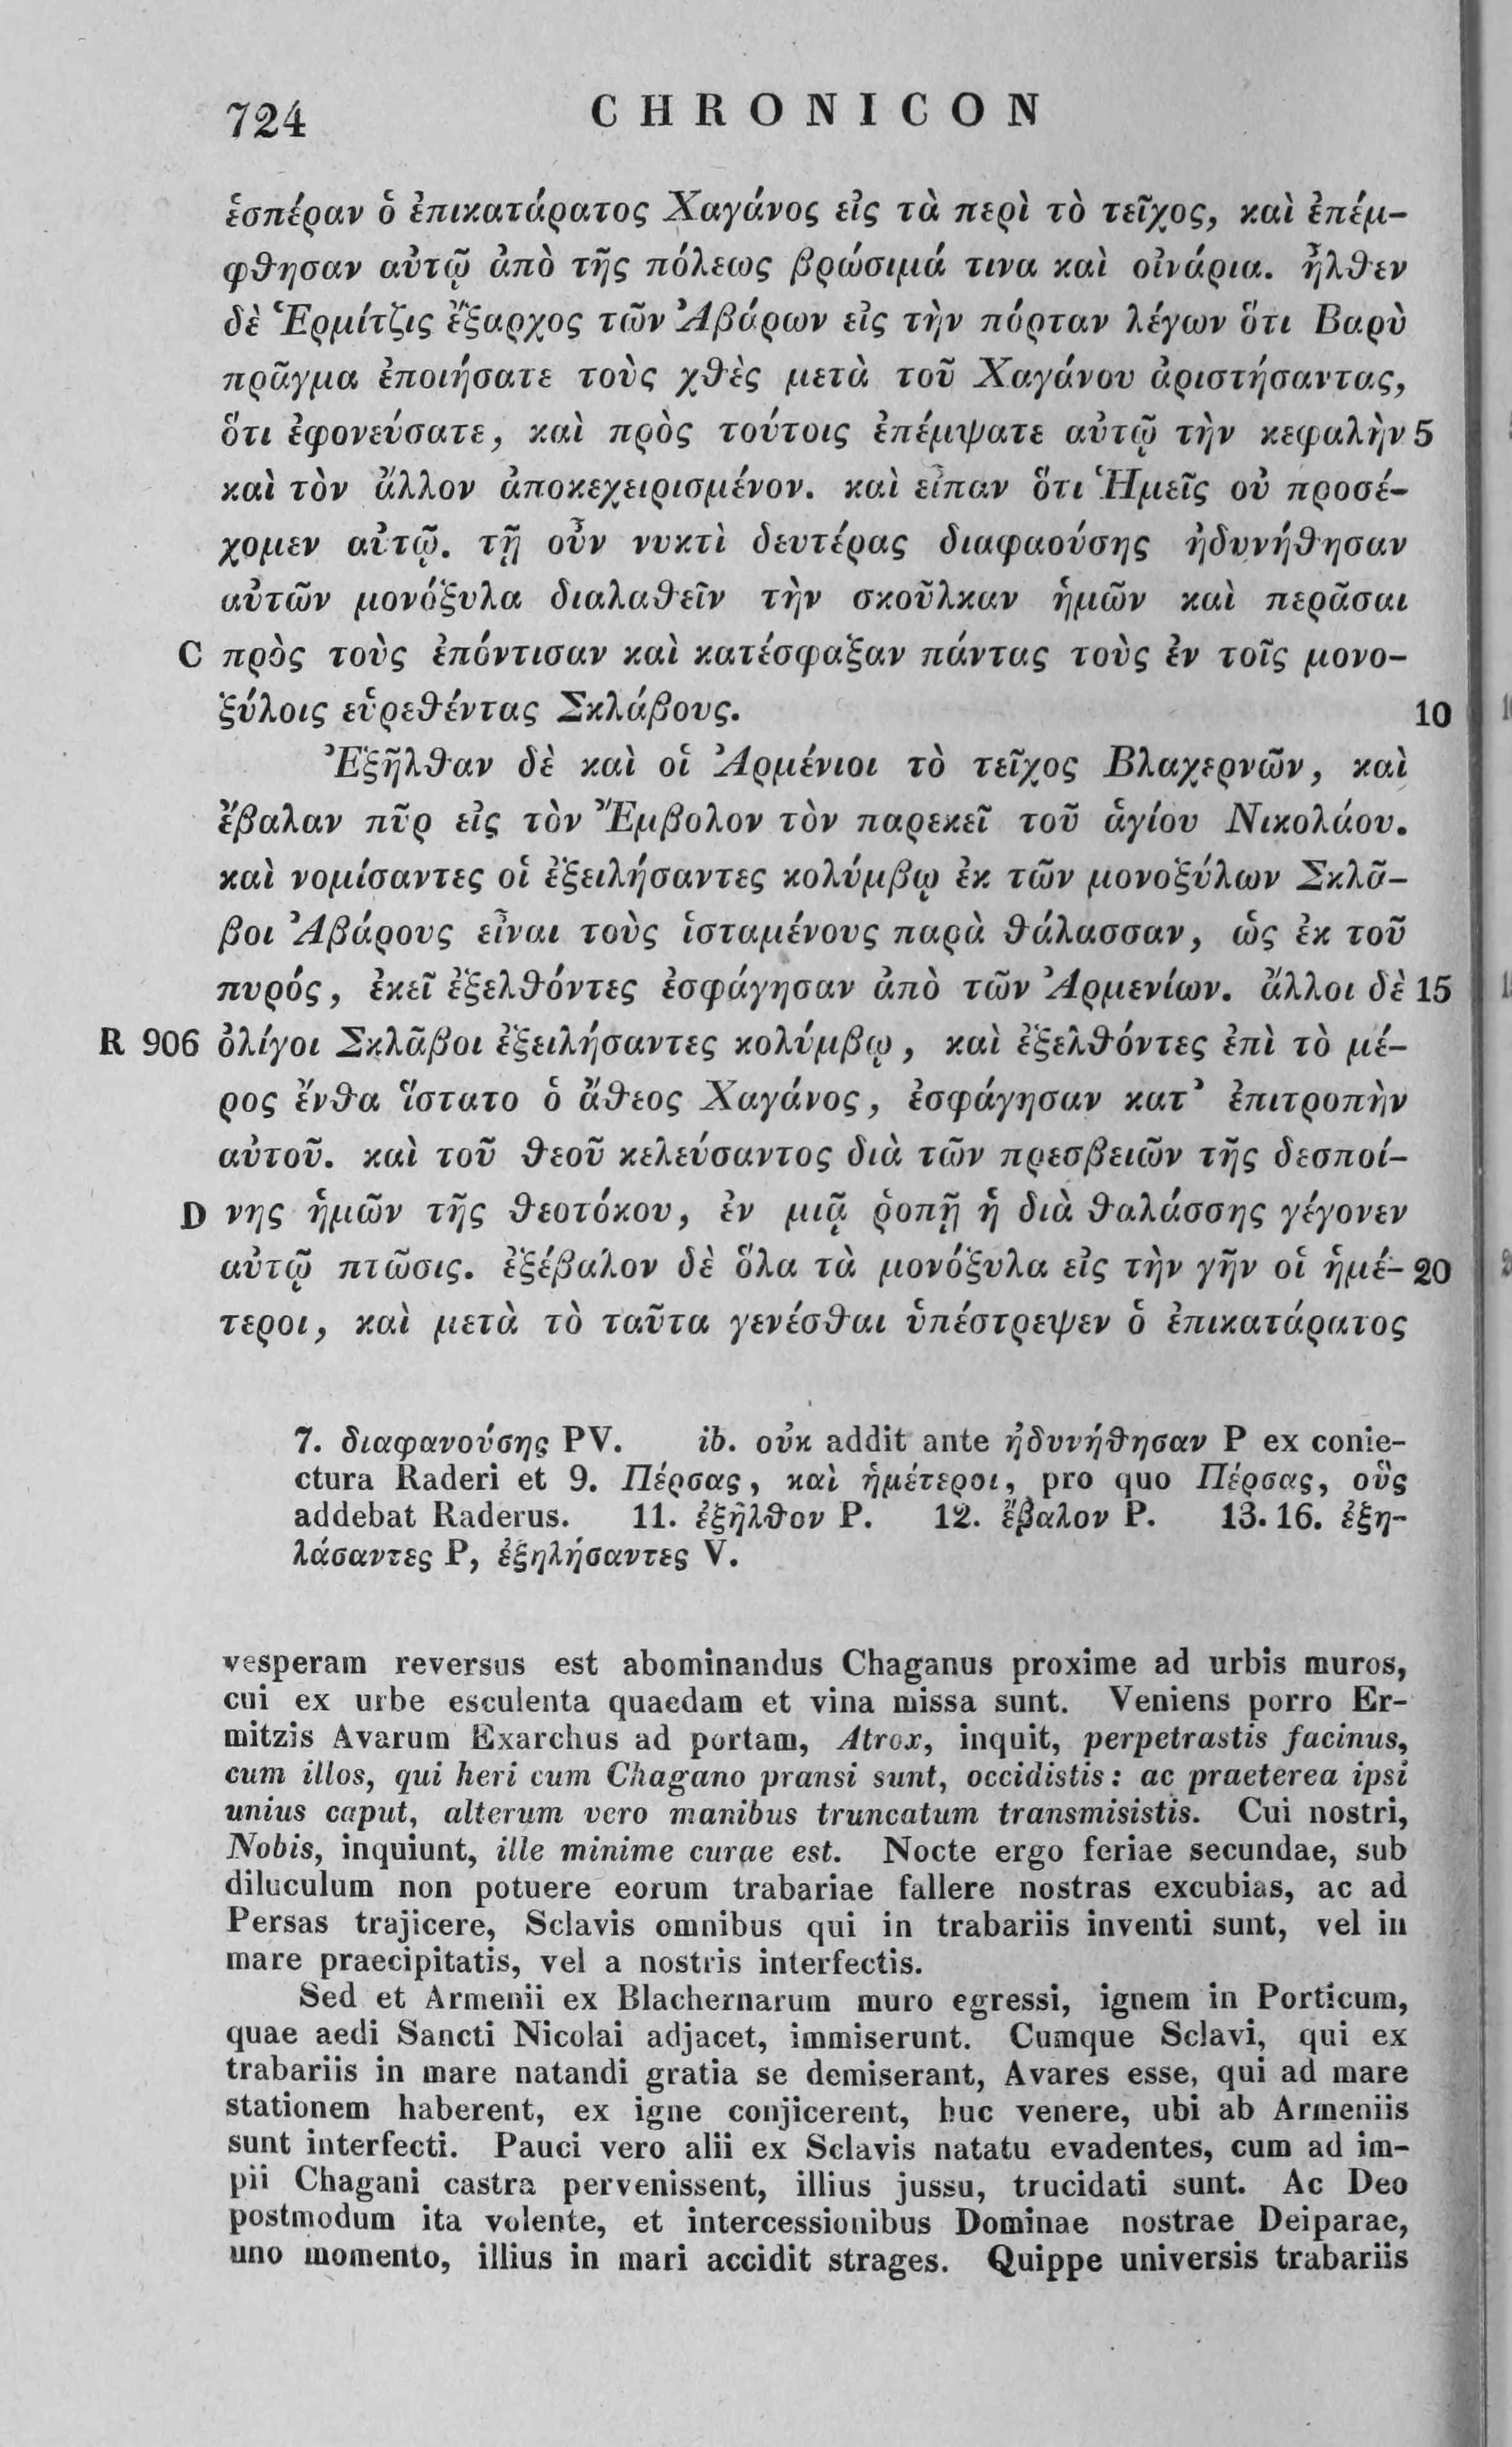 724 CHRONICON
ἑσπέραν ὁ ἐπικατάρατος Χαγάνος εἰς τὰ περὶ τὸ τεῖχος, καὶ ἐπέμ-
φθησαν αὐτῷ ἀπὸ τῆς πόλεως βρώσιμά τινα καὶ οἰνάρια. ἦλθεν
δὲ Ἑρμίτζις ἔξαρχος τῶν Ἀβάρων εἰς τὴν πόρταν λέγων ὅτι Βαρὺ
πρᾶγμα ἐποιήσατε τοὺς χθὲς μετὰ τοῦ Χαγάνου ἀριστήσαντας,
ὅτι ἐφονεύσατε, καὶ πρὸς τούτοις ἐπέμψατε αὐτῷ τὴν κεφαλὴν 5
καὶ τὸν ἄλλον ἀποκεχειρισμένον. καὶ εἶπαν ὅτι Ἡμεῖς οὐ προσέ-
χομεν αὐτῷ. τῇ οὖν νυκτὶ δευτέρας διαφαούσης ἠδυνήθησαν
αὐτῶν μονόξυλα διαλαθεῖν τὴν σκοῦλκαν ἡμῶν καὶ περᾶσαι
C πρὸς τοὺς ἐπόντισαν καὶ κατέσφαξαν πάντας τοὺς ἐν τοῖς μονο-
ξύλοις εὑρεθέντας Σκλάβους. 10
Ἐξῆλθαν δὲ καὶ οἱ Ἀρμένιοι τὸ τεῖχος Βλαχερνῶν, καὶ
ἔβαλαν πῦρ εἰς τὸν Ἔμβολον τὸν παρεκεῖ τοῦ ἁγίου Νικολάου.
καὶ νομίσαντες οἱ ἐξειλήσαντες κολύμβῳ ἐκ τῶν μονοξύλων Σκλᾶ-
βοι Ἀβάρους εἶναι τοὺς ἱσταμένους παρὰ θάλασσαν, ὡς ἐκ τοῦ
πυρός, ἐκεῖ ἐξελθόντες ἐσφάγησαν ἀπὸ τῶν Ἀρμενίων. ἄλλοι δὲ 15
R 906 ὀλίγοι Σκλᾶβοι ἐξειλήσαντες κολύμβῳ, καὶ ἐξελθόντες ἐπὶ τὸ μέ-
ρος ἔνθα ἵστατο ὁ ἄθεος Χαγάνος, ἐσφάγησαν κατ’ ἐπιτροπὴν
αὐτοῦ. καὶ τοῦ θεοῦ κελεύσαντος διὰ τῶν πρεσβειῶν τῆς δεσποί-
D νης ἡμῶν τῆς θεοτόκου, ἐν μιᾷ ῥοπῇ ἡ διὰ θαλάσσης γέγονεν
αὐτῷ πτῶσις. ἐξέβαλον δὲ ὅλα τὰ μονόξυλα εἰς τὴν γῆν οἱ ἡμέ- 20
τεροι, καὶ μετὰ τὸ ταῦτα γενέσθαι ὑπέστρεψεν ὁ ἐπικατάρατος
7. διαφανούσης PV. ib. οὐκ addit ante ἠδυνήθησαν P ex conie-
ctura Raderi et 9. Πέρσας, καὶ ἡμέτεροι, pro quo Πέρσας, οὓς
addebat Raderus. 11. ἐξῆλθον P. 12. ἔβαλον P. 13. 16. ἐξη-
λάσαντες P, ἐξηλήσαντες V.
vesperam reversus est abominandus Chaganus proxime ad urbis muros,
cui ex urbe esculenta quaedam et vina missa sunt. Veniens porro Er-
mitzis Avarum Exarchus ad portam, Atrox, inquit, perpetrastis facinus,
cum illos, qui heri cum Chagano pransi sunt, occidistis: ac praeterea ipsi
unius caput, alterum vero manibus truncatum transmisistis. Cui nostri,
Nobis, inquiunt, ille minime curae est. Nocte ergo feriae secundae, sub
diluculum non potuere eorum trabariae fallere nostras excubias, ac ad
Persas trajicere, Sclavis omnibus qui in trabariis inventi sunt, vel in
mare praecipitatis, vel a nostris interfectis.
Sed et Armenii ex Blachernarum muro egressi, ignem in Porticum,
quae aedi Sancti Nicolai adjacet, immiserunt. Cumque Sclavi, qui ex
trabariis in mare natandi gratia se demiserant, Avares esse, qui ad mare
stationem haberent, ex igne conjicerent, huc venere, ubi ab Armeniis
sunt interfecti. Pauci vero alii ex Sclavis natatu evadentes, cum ad im-
pii Chagani castra pervenissent, illius jussu, trucidati sunt. Ac Deo
postmodum ita volente, et intercessionibus Dominae nostrae Deiparae,
uno momento, illius in mari accidit strages. Quippe universis trabariis